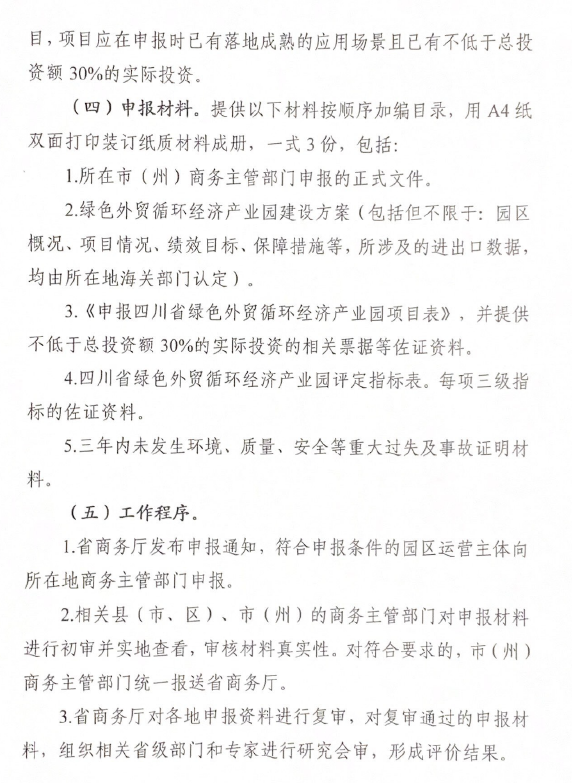 目，项目应在申报时已有落地成熟的应用场景且已有不低于总投
资额 30%的实际投资。
（四）申报材料。提供以下材料按顺序加编目录，用 A4 纸
双面打印装订纸质材料成册，一式 3 份，包括：
1.所在市（州）商务主管部门申报的正式文件。
2.绿色外贸循环经济产业园建设方案（包括但不限于：园区
概况、项目情况、绩效目标、保障措施等，所涉及的进出口数据，
均由所在地海关部门认定）。
3.《申报四川省绿色外贸循环经济产业园项目表》，并提供
不低于总投资额 30%的实际投资的相关票据等佐证资料。
4.四川省绿色外贸循环经济产业园评定指标表。每项三级指
标的佐证资料。
5.三年内未发生环境、质量、安全等重大过失及事故证明材
料。
（五）工作程序。
1.省商务厅发布申报通知，符合申报条件的园区运营主体向
所在地商务主管部门申报。
2.相关县（市、区）、市（州）的商务主管部门对申报材料
进行初审并实地查看，审核材料真实性。对符合要求的，市（州）
商务主管部门统一报送省商务厅。
3.省商务厅对各地申报资料进行复审，对复审通过的申报材
料，组织相关省级部门和专家进行研究会审，形成评价结果。